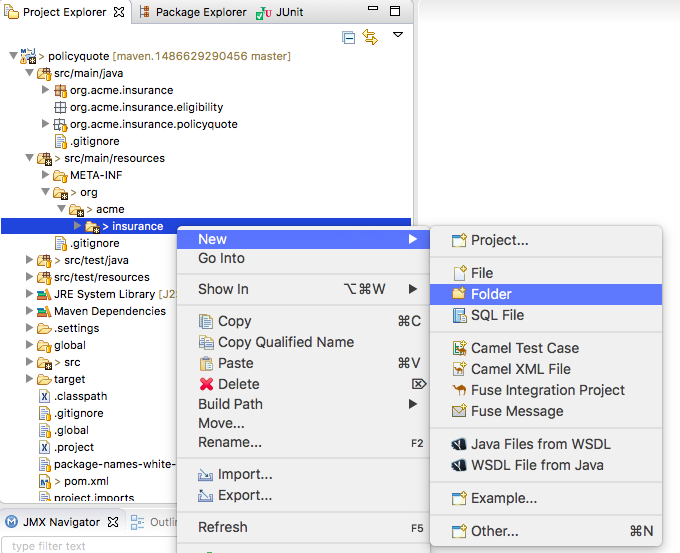 Project Explorer
Package Explorer
JUnit
> policyquote [maven.1486629290456 master]
src/main/java
org.acme.insurance
org.acme.insurance.eligibility
org.acme.insurance.policyquote
.gitignore
> src/main/resources
META-INF
> org
> acme
> insurance
.gitignore
> src/test/java
src/test/resources
JRE System Library [J2S
Maven Dependencies
.settings
global
> src
target
.classpath
.gitignore
.global
.project
package-names-white-
> pom.xml
project.imports
JMX Navigator
Outlin
type filter text
New
Go Into
Show In ⌥⌘W
Copy ⌘C
Copy Qualified Name
Paste ⌘V
Delete ⌦
Build Path
Move...
Rename... F2
Import...
Export...
Refresh F5
Project...
File
Folder
SQL File
Camel Test Case
Camel XML File
Fuse Integration Project
Fuse Message
Java Files from WSDL
WSDL File from Java
Example...
Other... ⌘N